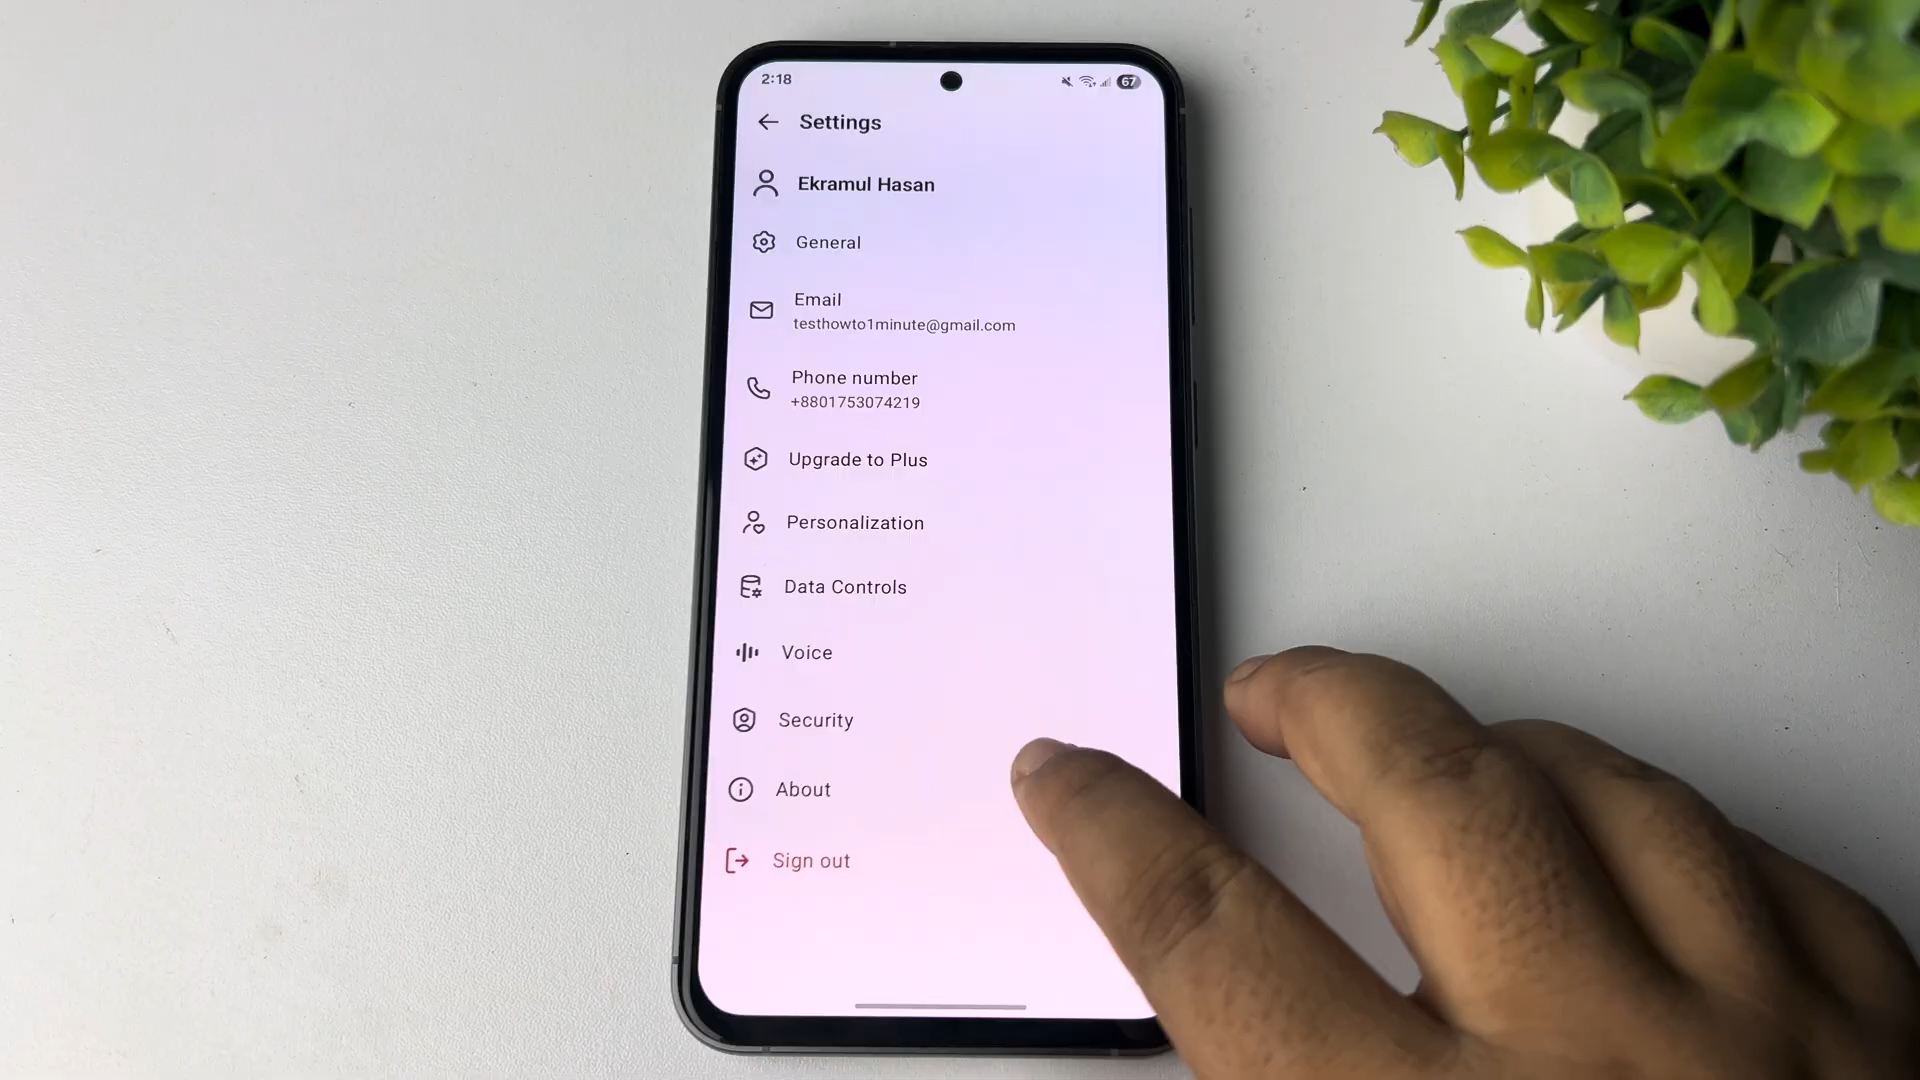 2:18
67
Settings
Ekramul Hasan
General
Email
testhowto1minute@gmail.com
Phone number
+8801753074219
Upgrade to Plus
Personalization
Data Controls
Voice
Security
About
Sign out